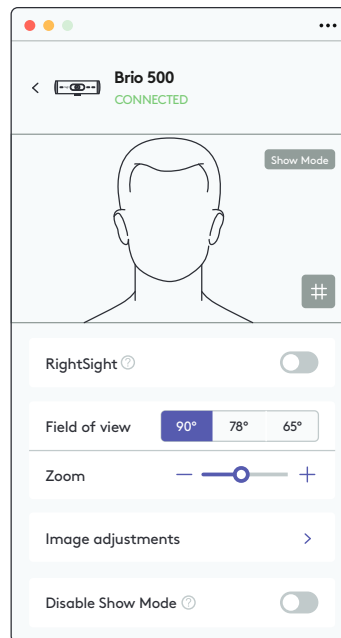 Brio 500
CONNECTED
Show Mode
RightSight
Field of view 90° 78° 65°
Zoom
Image adjustments
Disable Show Mode